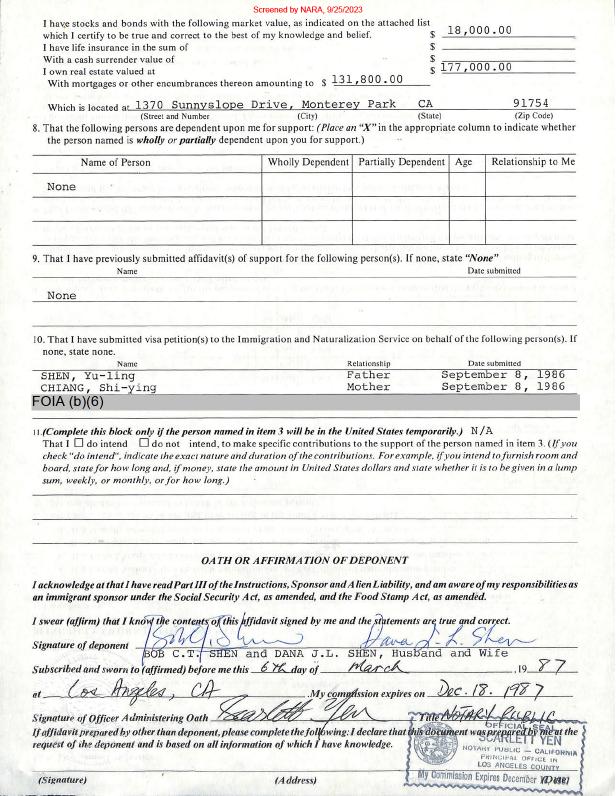 Screened by NARA, 9/25/2023
I have stocks and bonds with the following market value, as indicated on the attached list
which I certify to be true and correct to the best of my knowledge and belief. $ 18,000.00
I have life insurance in the sum of $
With a cash surrender value of $
I own real estate valued at $ 177,000.00
With mortgages or other encumbrances thereon amounting to $ 131,800.00
Which is located at 1370 Sunnyslope Drive, Monterey Park CA 91754
(Street and Number) (City) (State) (Zip Code)
8. That the following persons are dependent upon me for support: (Place an "X" in the appropriate column to indicate whether
the person named is wholly or partially dependent upon you for support.)
Name of Person Wholly Dependent Partially Dependent Age Relationship to Me
None
9. That I have previously submitted affidavit(s) of support for the following person(s). If none, state "None"
Name Date submitted
None
10. That I have submitted visa petition(s) to the Immigration and Naturalization Service on behalf of the following person(s). If
none, state none.
Name Relationship Date submitted
SHEN, Yu-ling Father September 8, 1986
CHIANG, Shi-ying Mother September 8, 1986
FOIA (b)(6)
11. (Complete this block only if the person named in item 3 will be in the United States temporarily.) N/A
That I ☐ do intend ☐ do not intend, to make specific contributions to the support of the person named in item 3. (If you
check "do intend", indicate the exact nature and duration of the contributions. For example, if you intend to furnish room and
board, state for how long and, if money, state the amount in United States dollars and state whether it is to be given in a lump
sum, weekly, or monthly, or for how long.)
OATH OR AFFIRMATION OF DEPONENT
I acknowledge at that I have read Part III of the Instructions, Sponsor and Alien Liability, and am aware of my responsibilities as
an immigrant sponsor under the Social Security Act, as amended, and the Food Stamp Act, as amended.
I swear (affirm) that I know the contents of this affidavit signed by me and the statements are true and correct.
Signature of deponent Bob C. Shen Dana J. L. Shen
BOB C.T. SHEN and DANA J.L. SHEN, Husband and Wife
Subscribed and sworn to (affirmed) before me this 6th day of March, 19 87
at Los Angeles, CA .My commission expires on Dec. 18. 1987
Signature of Officer Administering Oath Scarlett Yen Title NOTARY PUBLIC
If affidavit prepared by other than deponent, please complete the following: I declare that this document was prepared by me at the
request of the deponent and is based on all information of which I have knowledge.
OFFICIAL SEAL
SCARLETT YEN
NOTARY PUBLIC — CALIFORNIA
PRINCIPAL OFFICE IN
LOS ANGELES COUNTY
My Commission Expires December
(Signature) (Address) (Date)